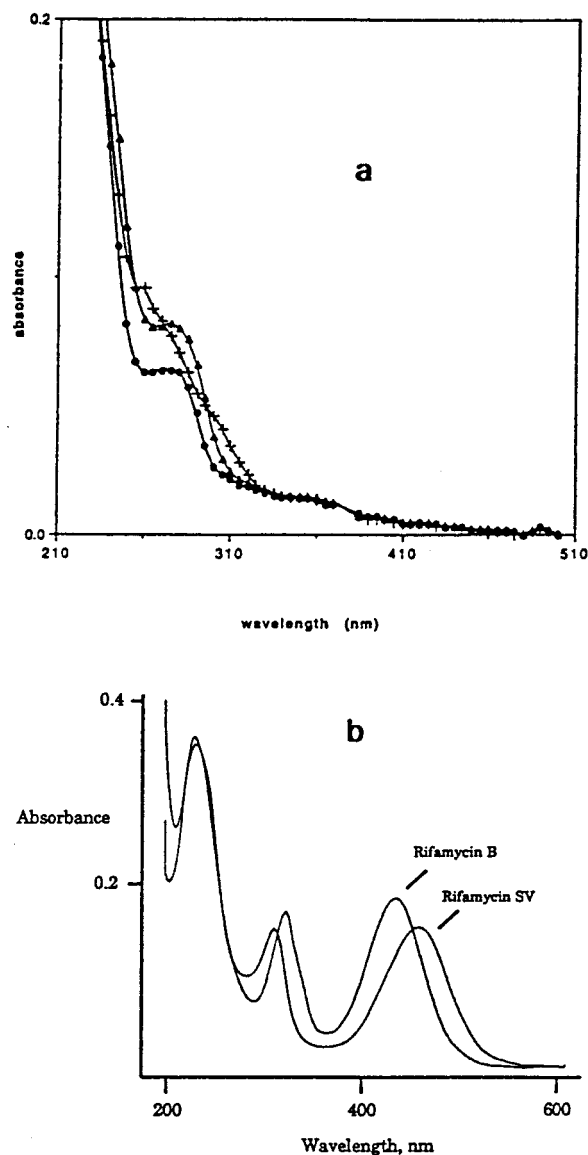 0.2
a
absorbance
0.0
210
310
410
510
wavelength (nm)
0.4
b
Absorbance
Rifamycin B
Rifamycin SV
0.2
200
400
600
Wavelength, nm